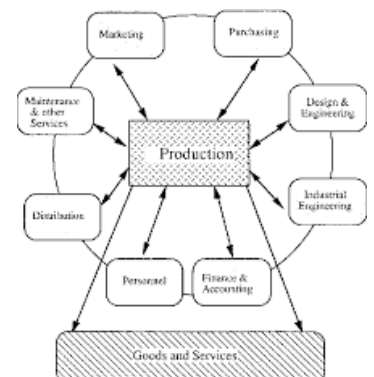 Marketing
Purchasing
Maintenance
& other
Services
Design &
Engineering
Production
Distribution
Industrial
Engineering
Personnel
Finance &
Accounting
Goods and Services